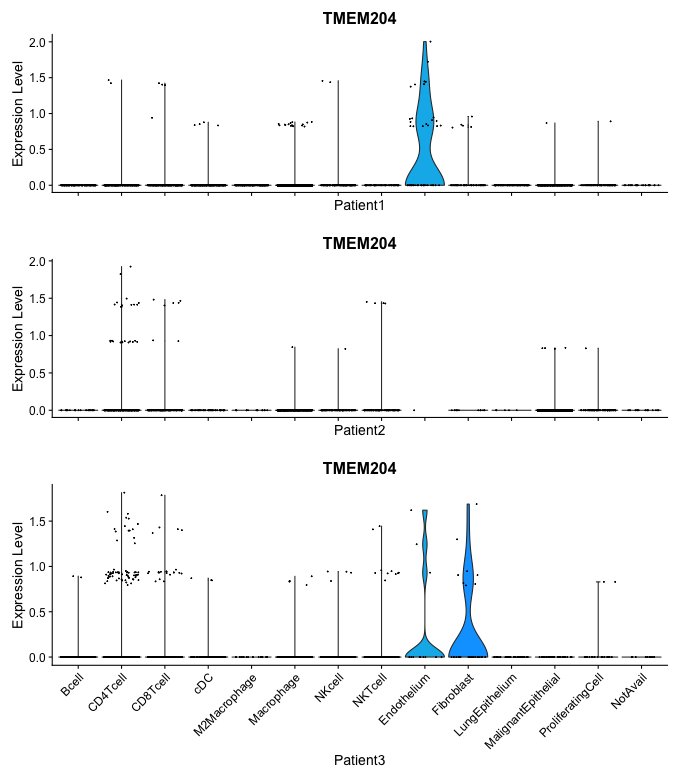 TMEM204
Expression Level
2.0
1.5
1.0
0.5
0.0
Patient1
TMEM204
Expression Level
2.0
1.5
1.0
0.5
0.0
Patient2
TMEM204
Expression Level
1.5
1.0
0.5
0.0
Bcell
CD4Tcell
CD8Tcell
cDC
M2Macrophage
Macrophage
NKcell
NKTcell
Endothelium
Fibroblast
LungEpithelium
MalignantEpithelial
ProliferatingCell
NotAvail
Patient3